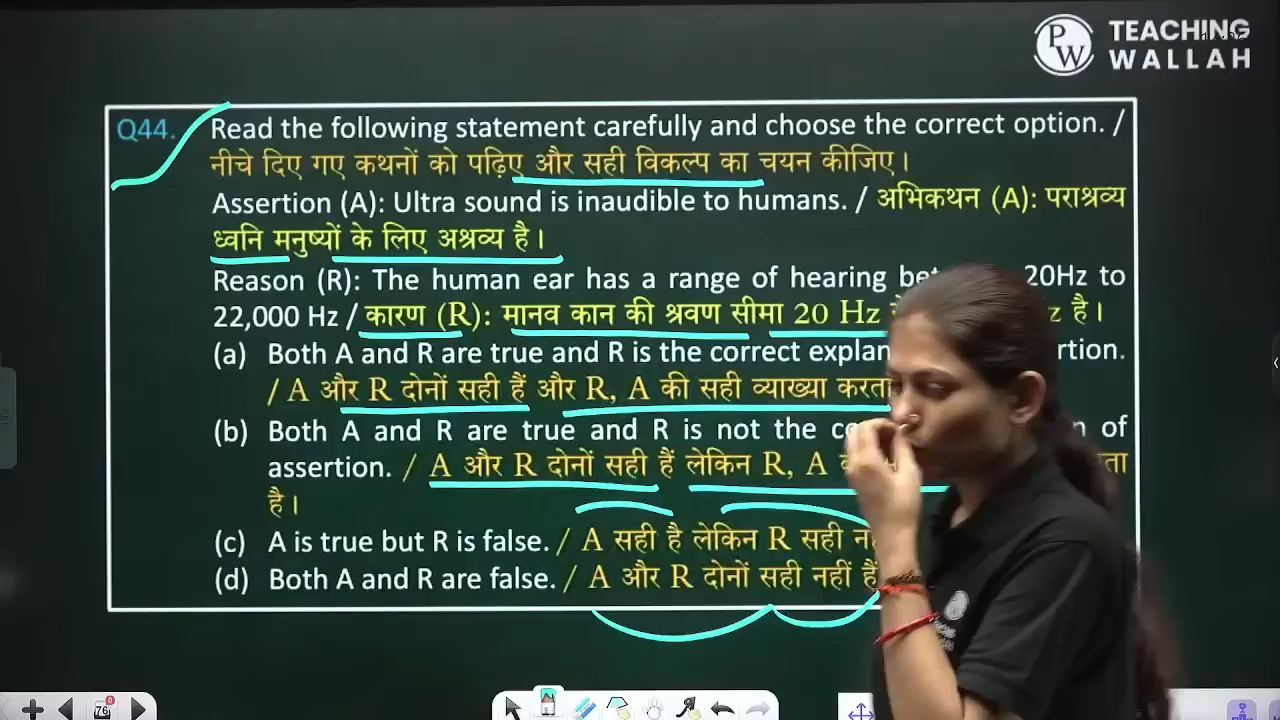 PW TEACHING
WALLAH
Q44. Read the following statement carefully and choose the correct option. /
नीचे दिए गए कथनों को पढ़िए और सही विकल्प का चयन कीजिए।
Assertion (A): Ultra sound is inaudible to humans. / अभिकथन (A): पराश्रव्य
ध्वनि मनुष्यों के लिए अश्रव्य है।
Reason (R): The human ear has a range of hearing 20Hz to
22,000 Hz / कारण (R): मानव कान की श्रवण सीमा 20 Hz है।
(a) Both A and R are true and R is the correct
/ A और R दोनों सही हैं और R, A की सही व्याख्या करता
(b) Both A and R are true and R is not the of
assertion. / A और R दोनों सही हैं लेकिन R, A
है।
(c) A is true but R is false. / A सही है लेकिन R सही
(d) Both A and R are false. / A और R दोनों सही नहीं हैं
76